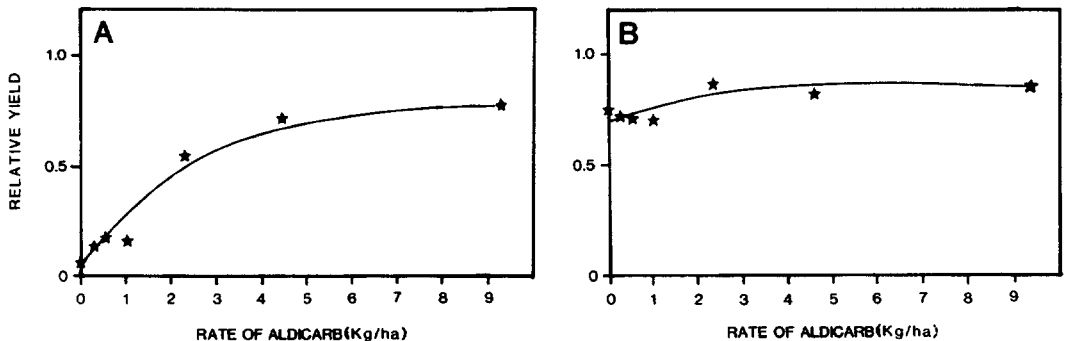 A
B
RELATIVE YIELD
1.0
0.5
0
0 1 2 3 4 5 6 7 8 9
RATE OF ALDICARB(Kg/ha)
1.0
0.5
0
0 1 2 3 4 5 6 7 8 9
RATE OF ALDICARB(Kg/ha)